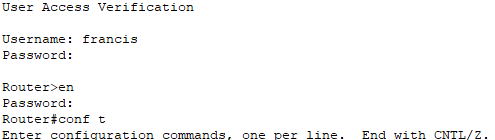 User Access Verification
Username: francis
Password:
Router>en
Password:
Router#conf t
Enter configuration commands, one per line.  End with CNTL/Z.